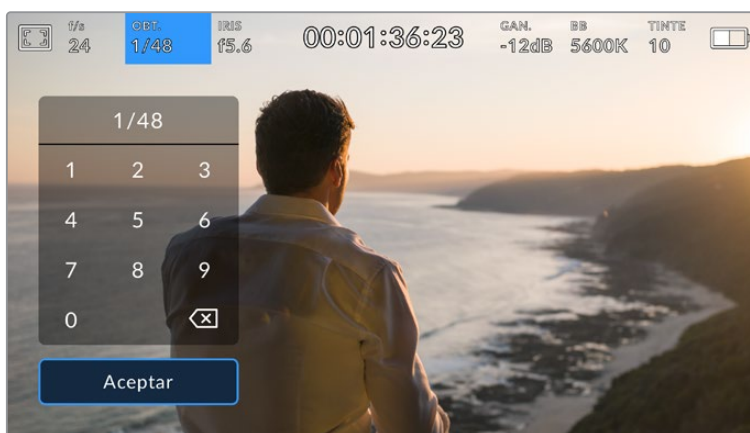 f/s OBT. IRIS GAN. BB TINTE
24 1/48 f5.6 00:01:36:23 -12dB 5600K 10
1/48
1 2 3
4 5 6
7 8 9
0
Aceptar